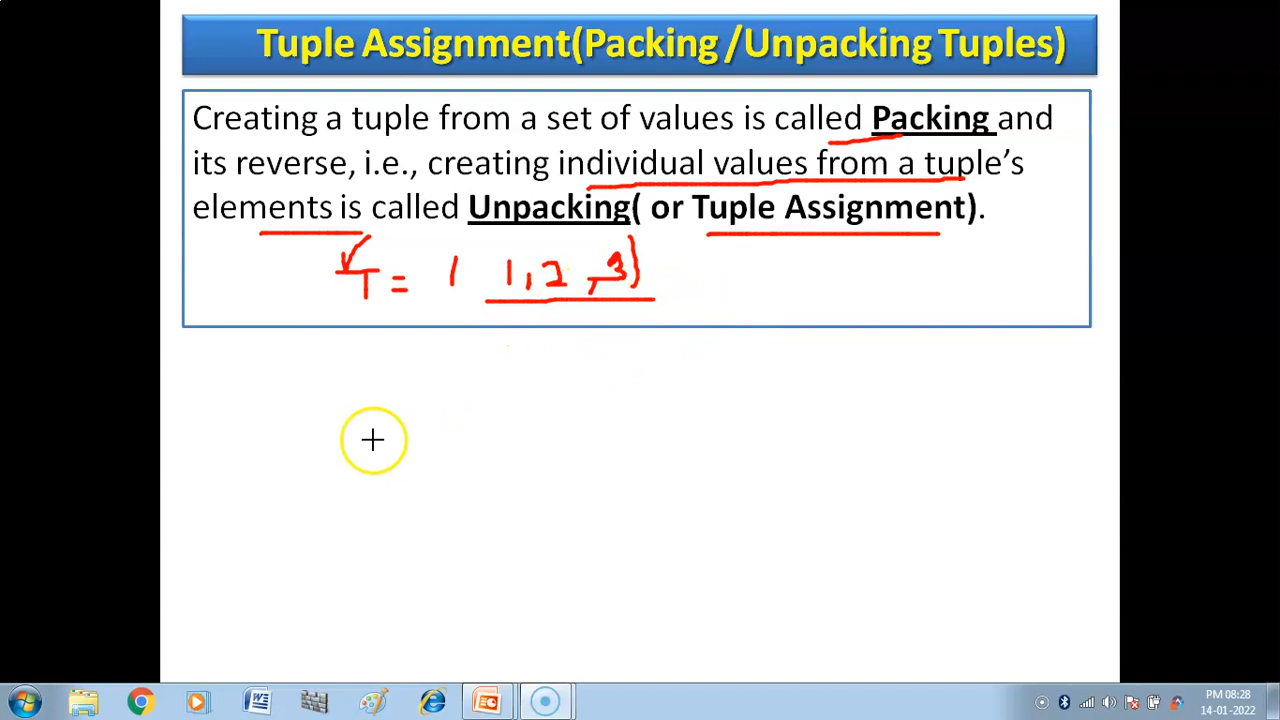 Tuple Assignment(Packing /Unpacking Tuples)
Creating a tuple from a set of values is called Packing and
its reverse, i.e., creating individual values from a tuple’s
elements is called Unpacking( or Tuple Assignment).
T = ( 1,2,3)
PM 08:28
14-01-2022